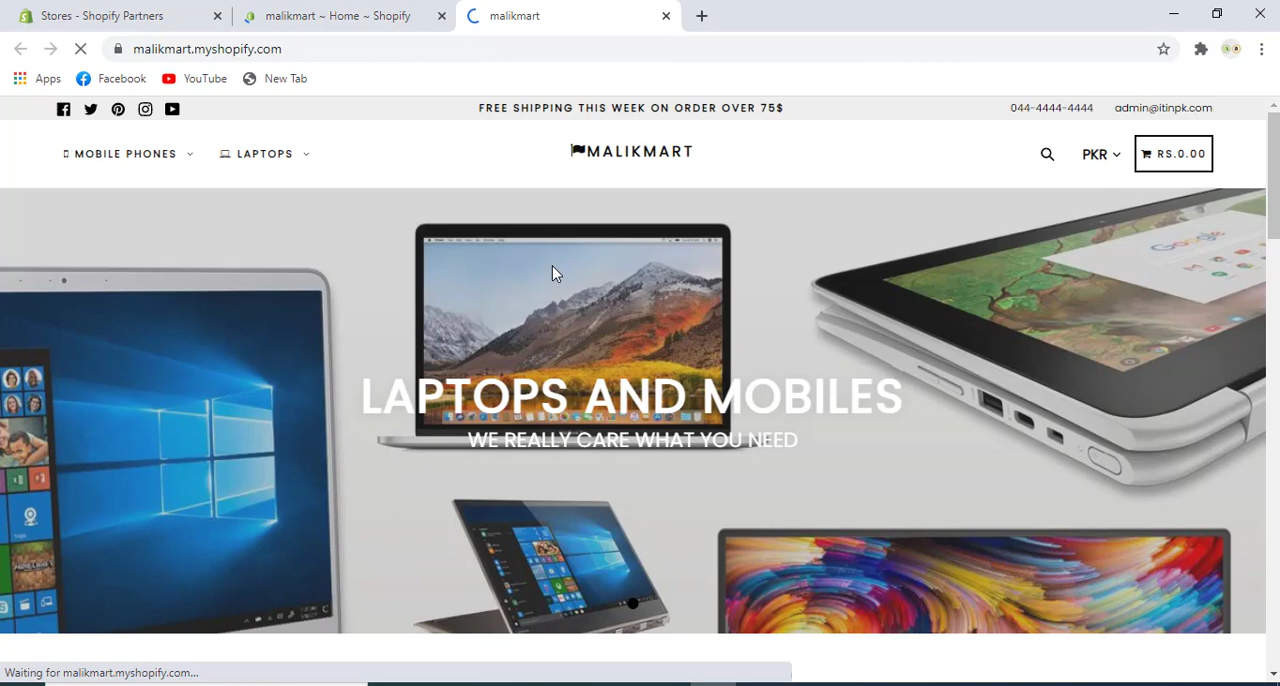 Stores - Shopify Partners
malikmart ~ Home ~ Shopify
malikmart
malikmart.myshopify.com
Apps
Facebook
YouTube
New Tab
FREE SHIPPING THIS WEEK ON ORDER OVER 75$
044-4444-4444
admin@itinpk.com
MOBILE PHONES
LAPTOPS
MALIKMART
PKR
RS.0.00
Google
LAPTOPS AND MOBILES
WE REALLY CARE WHAT YOU NEED
Waiting for malikmart.myshopify.com...